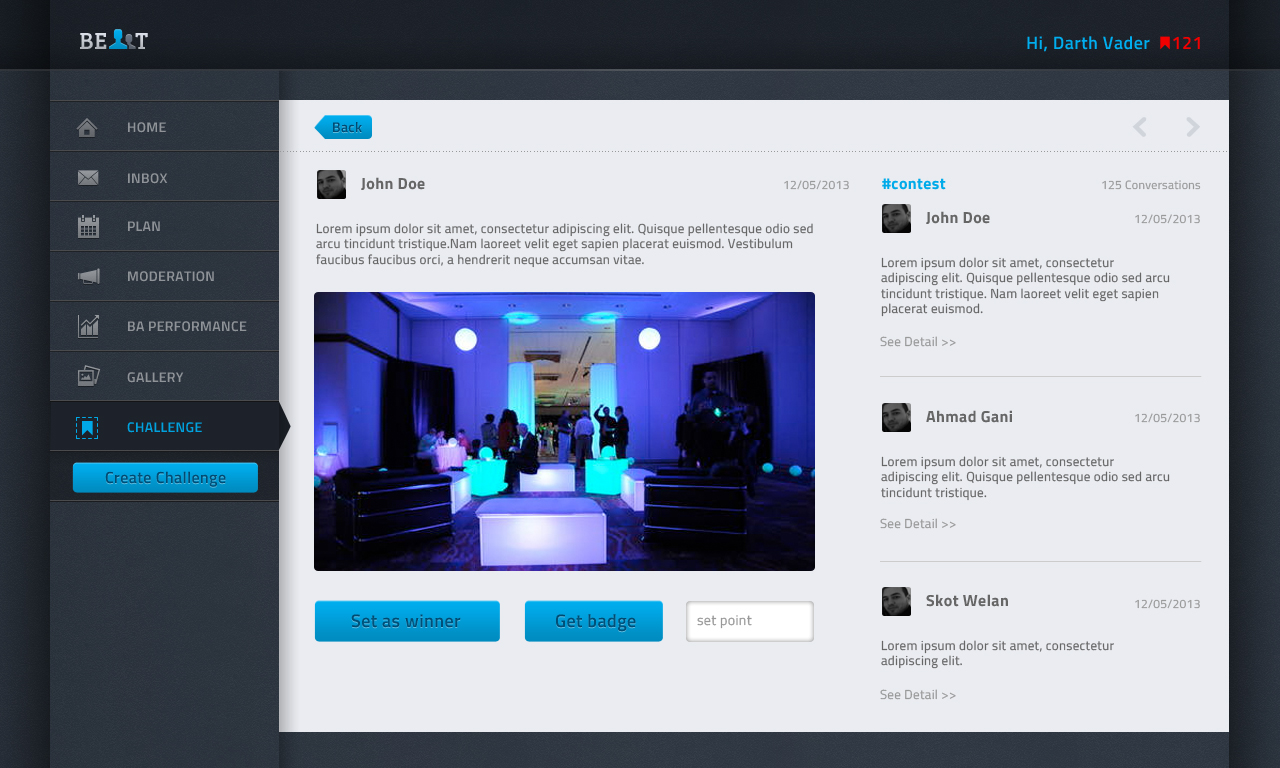 BE T
Hi, Darth Vader 121
HOME
INBOX
PLAN
MODERATION
BA PERFORMANCE
GALLERY
CHALLENGE
Create Challenge
Back
John Doe 12/05/2013
Lorem ipsum dolor sit amet, consectetur adipiscing elit. Quisque pellentesque odio sed
arcu tincidunt tristique.Nam laoreet velit eget sapien placerat euismod. Vestibulum
faucibus faucibus orci, a hendrerit neque accumsan vitae.
Set as winner
Get badge
set point
#contest 125 Conversations
John Doe 12/05/2013
Lorem ipsum dolor sit amet, consectetur
adipiscing elit. Quisque pellentesque odio sed arcu
tincidunt tristique. Nam laoreet velit eget sapien
placerat euismod.
See Detail >>
Ahmad Gani 12/05/2013
Lorem ipsum dolor sit amet, consectetur
adipiscing elit. Quisque pellentesque odio sed arcu
tincidunt tristique.
See Detail >>
Skot Welan 12/05/2013
Lorem ipsum dolor sit amet, consectetur
adipiscing elit.
See Detail >>